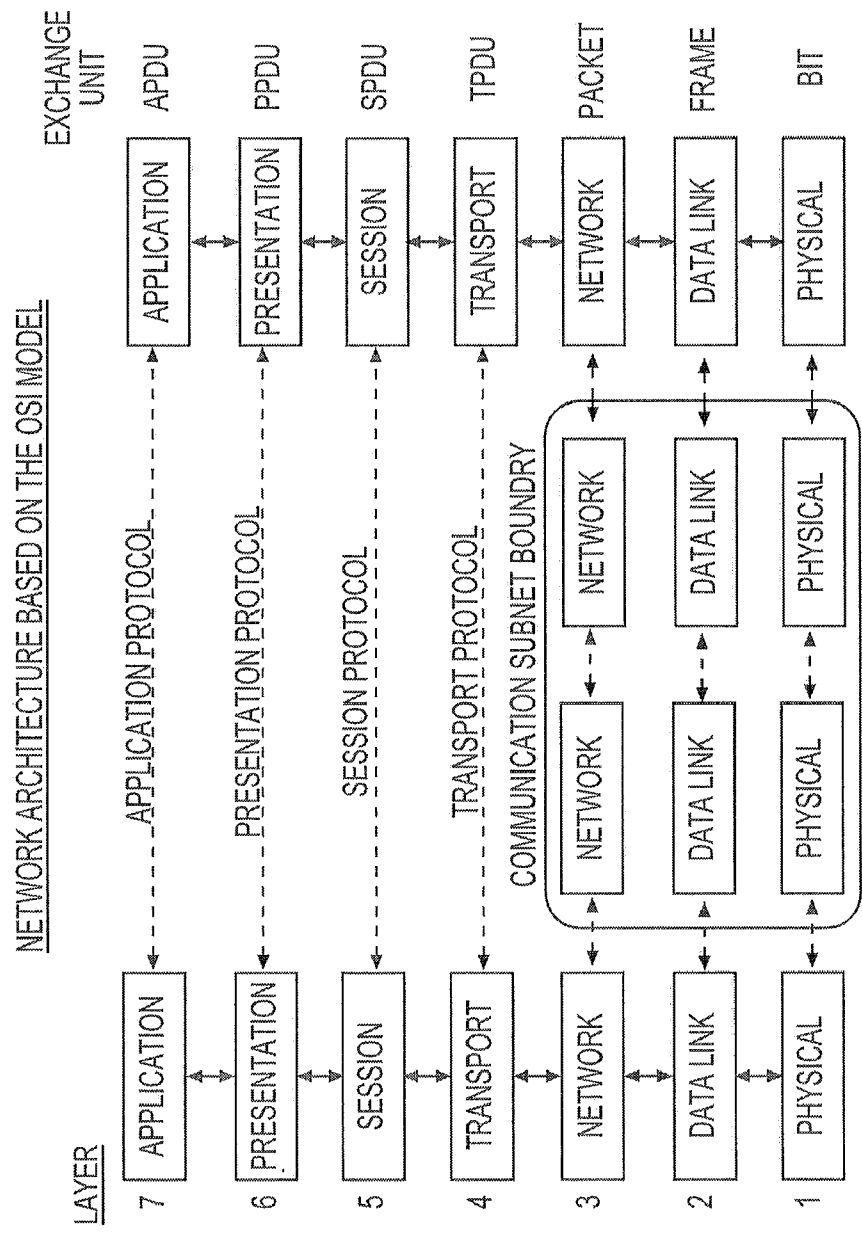 NETWORK ARCHITECTURE BASED ON THE OSI MODEL
LAYER
EXCHANGE
UNIT
7 APPLICATION APPLICATION PROTOCOL APPLICATION APDU
6 PRESENTATION PRESENTATION PROTOCOL PRESENTATION PPDU
5 SESSION SESSION PROTOCOL SESSION SPDU
4 TRANSPORT TRANSPORT PROTOCOL TRANSPORT TPDU
COMMUNICATION SUBNET BOUNDRY
3 NETWORK NETWORK NETWORK NETWORK PACKET
2 DATA LINK DATA LINK DATA LINK DATA LINK FRAME
1 PHYSICAL PHYSICAL PHYSICAL PHYSICAL BIT